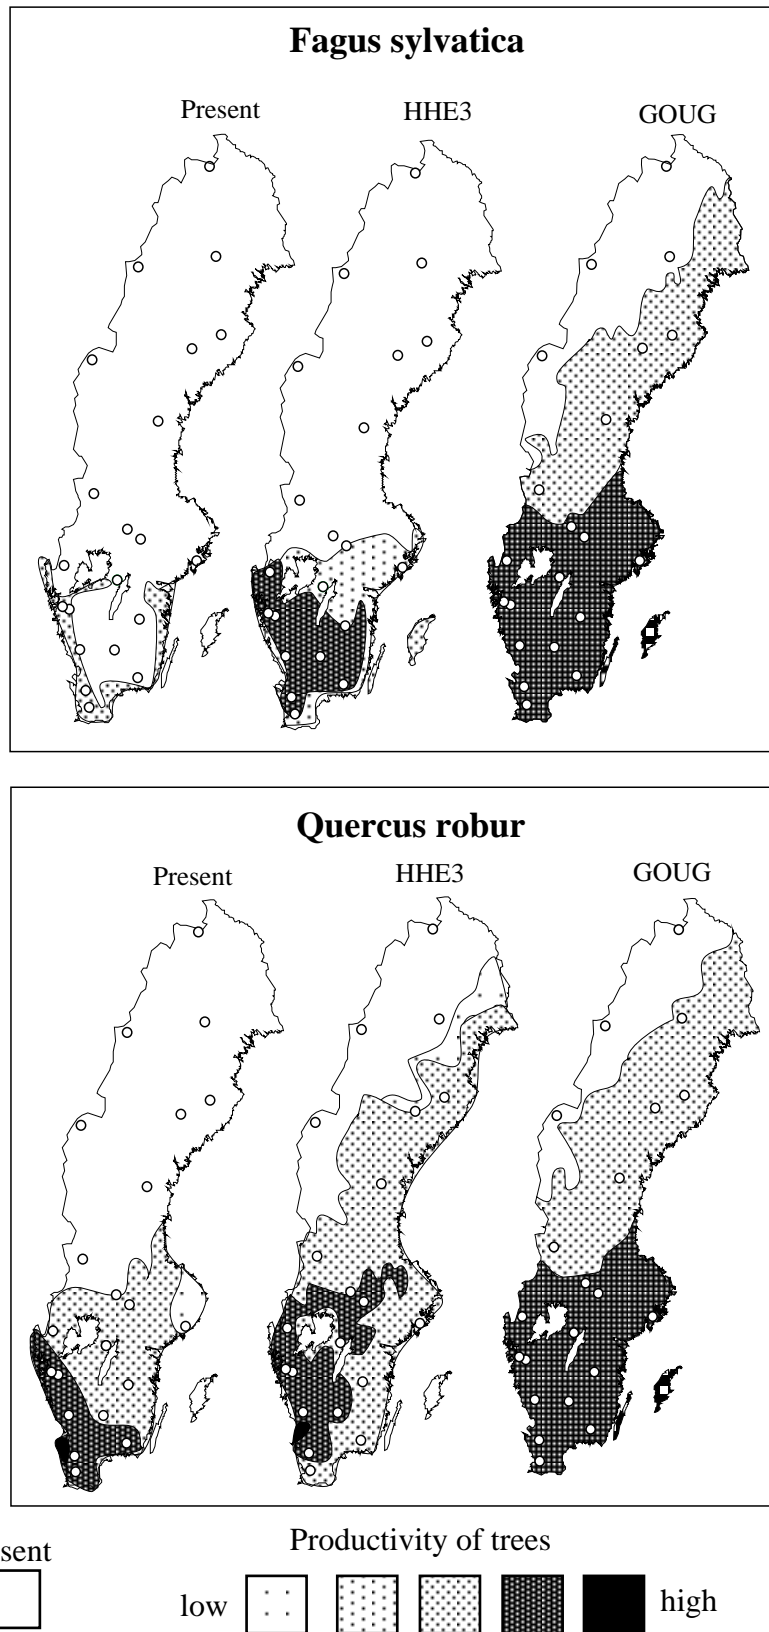 Fagus sylvatica
Present HHE3 GOUG
Quercus robur
Present HHE3 GOUG
sent
Productivity of trees
low high